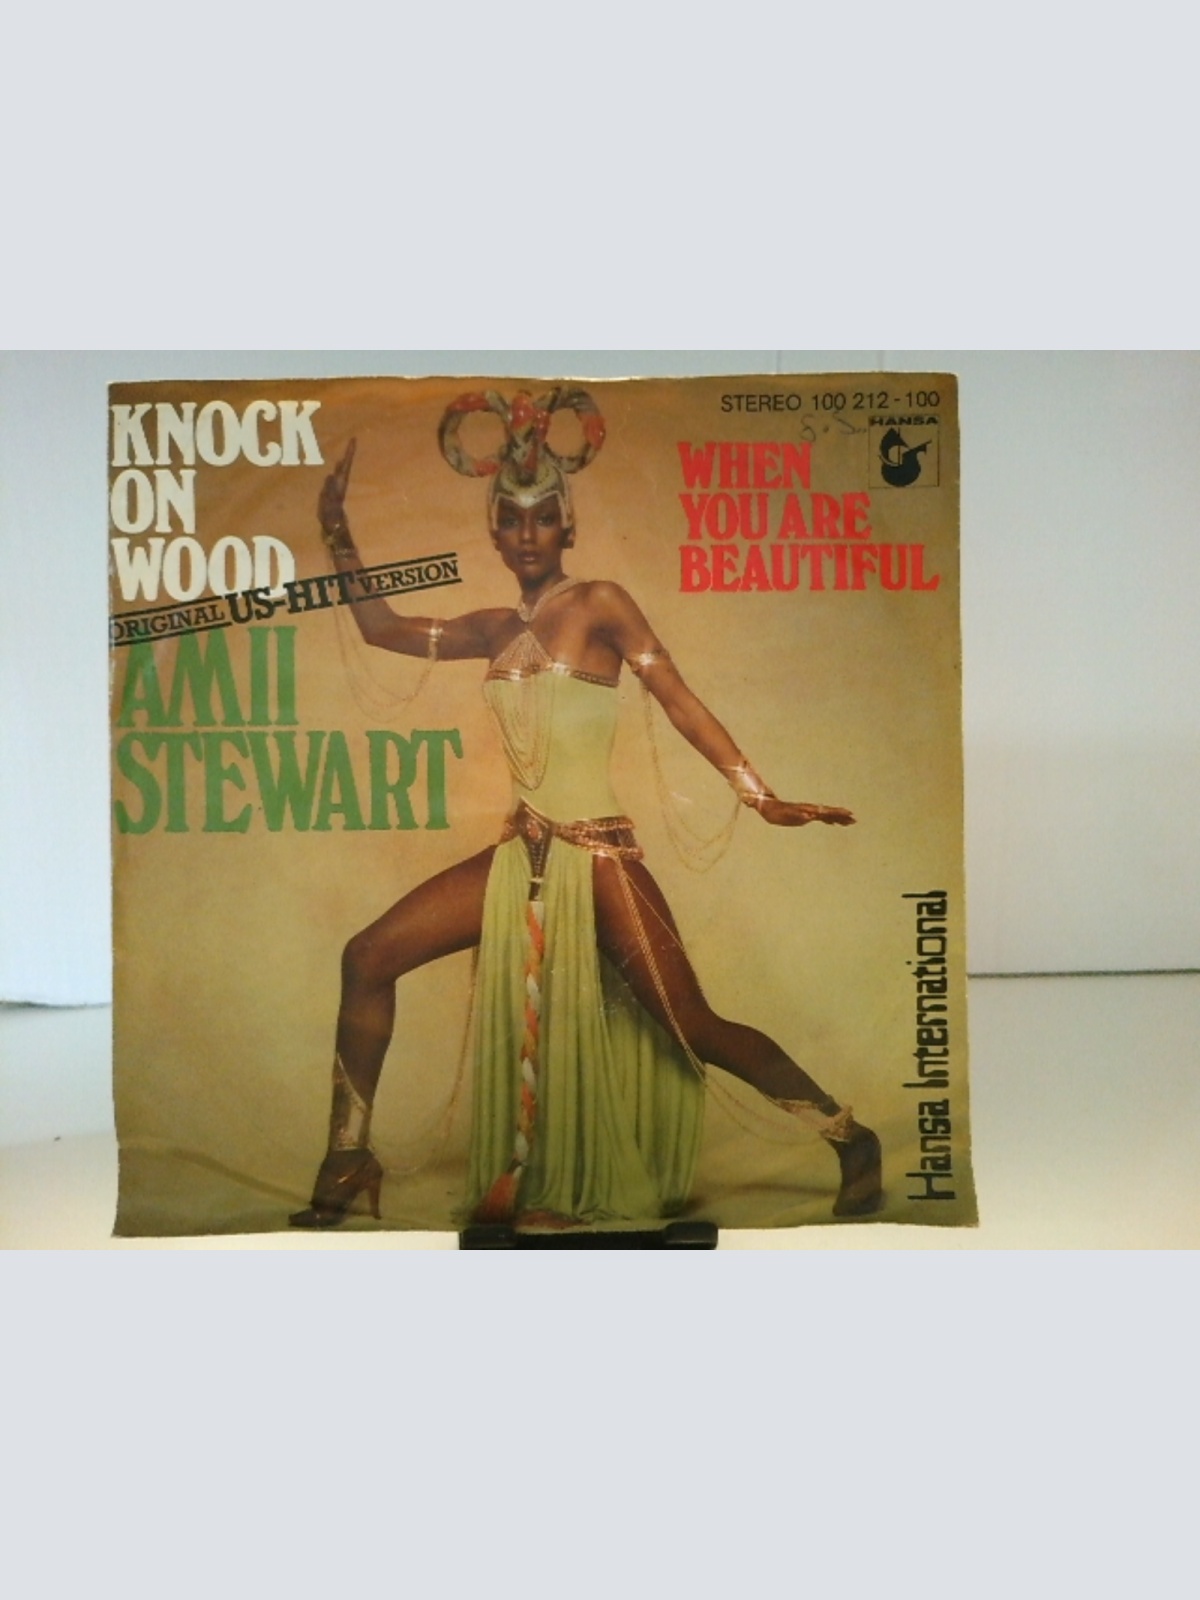 KNOCK
ON
WOOD
ORIGINAL US-HIT VERSION
AMII
STEWART
STEREO 100 212 - 100
HANSA
WHEN
YOU ARE
BEAUTIFUL
Hansa International